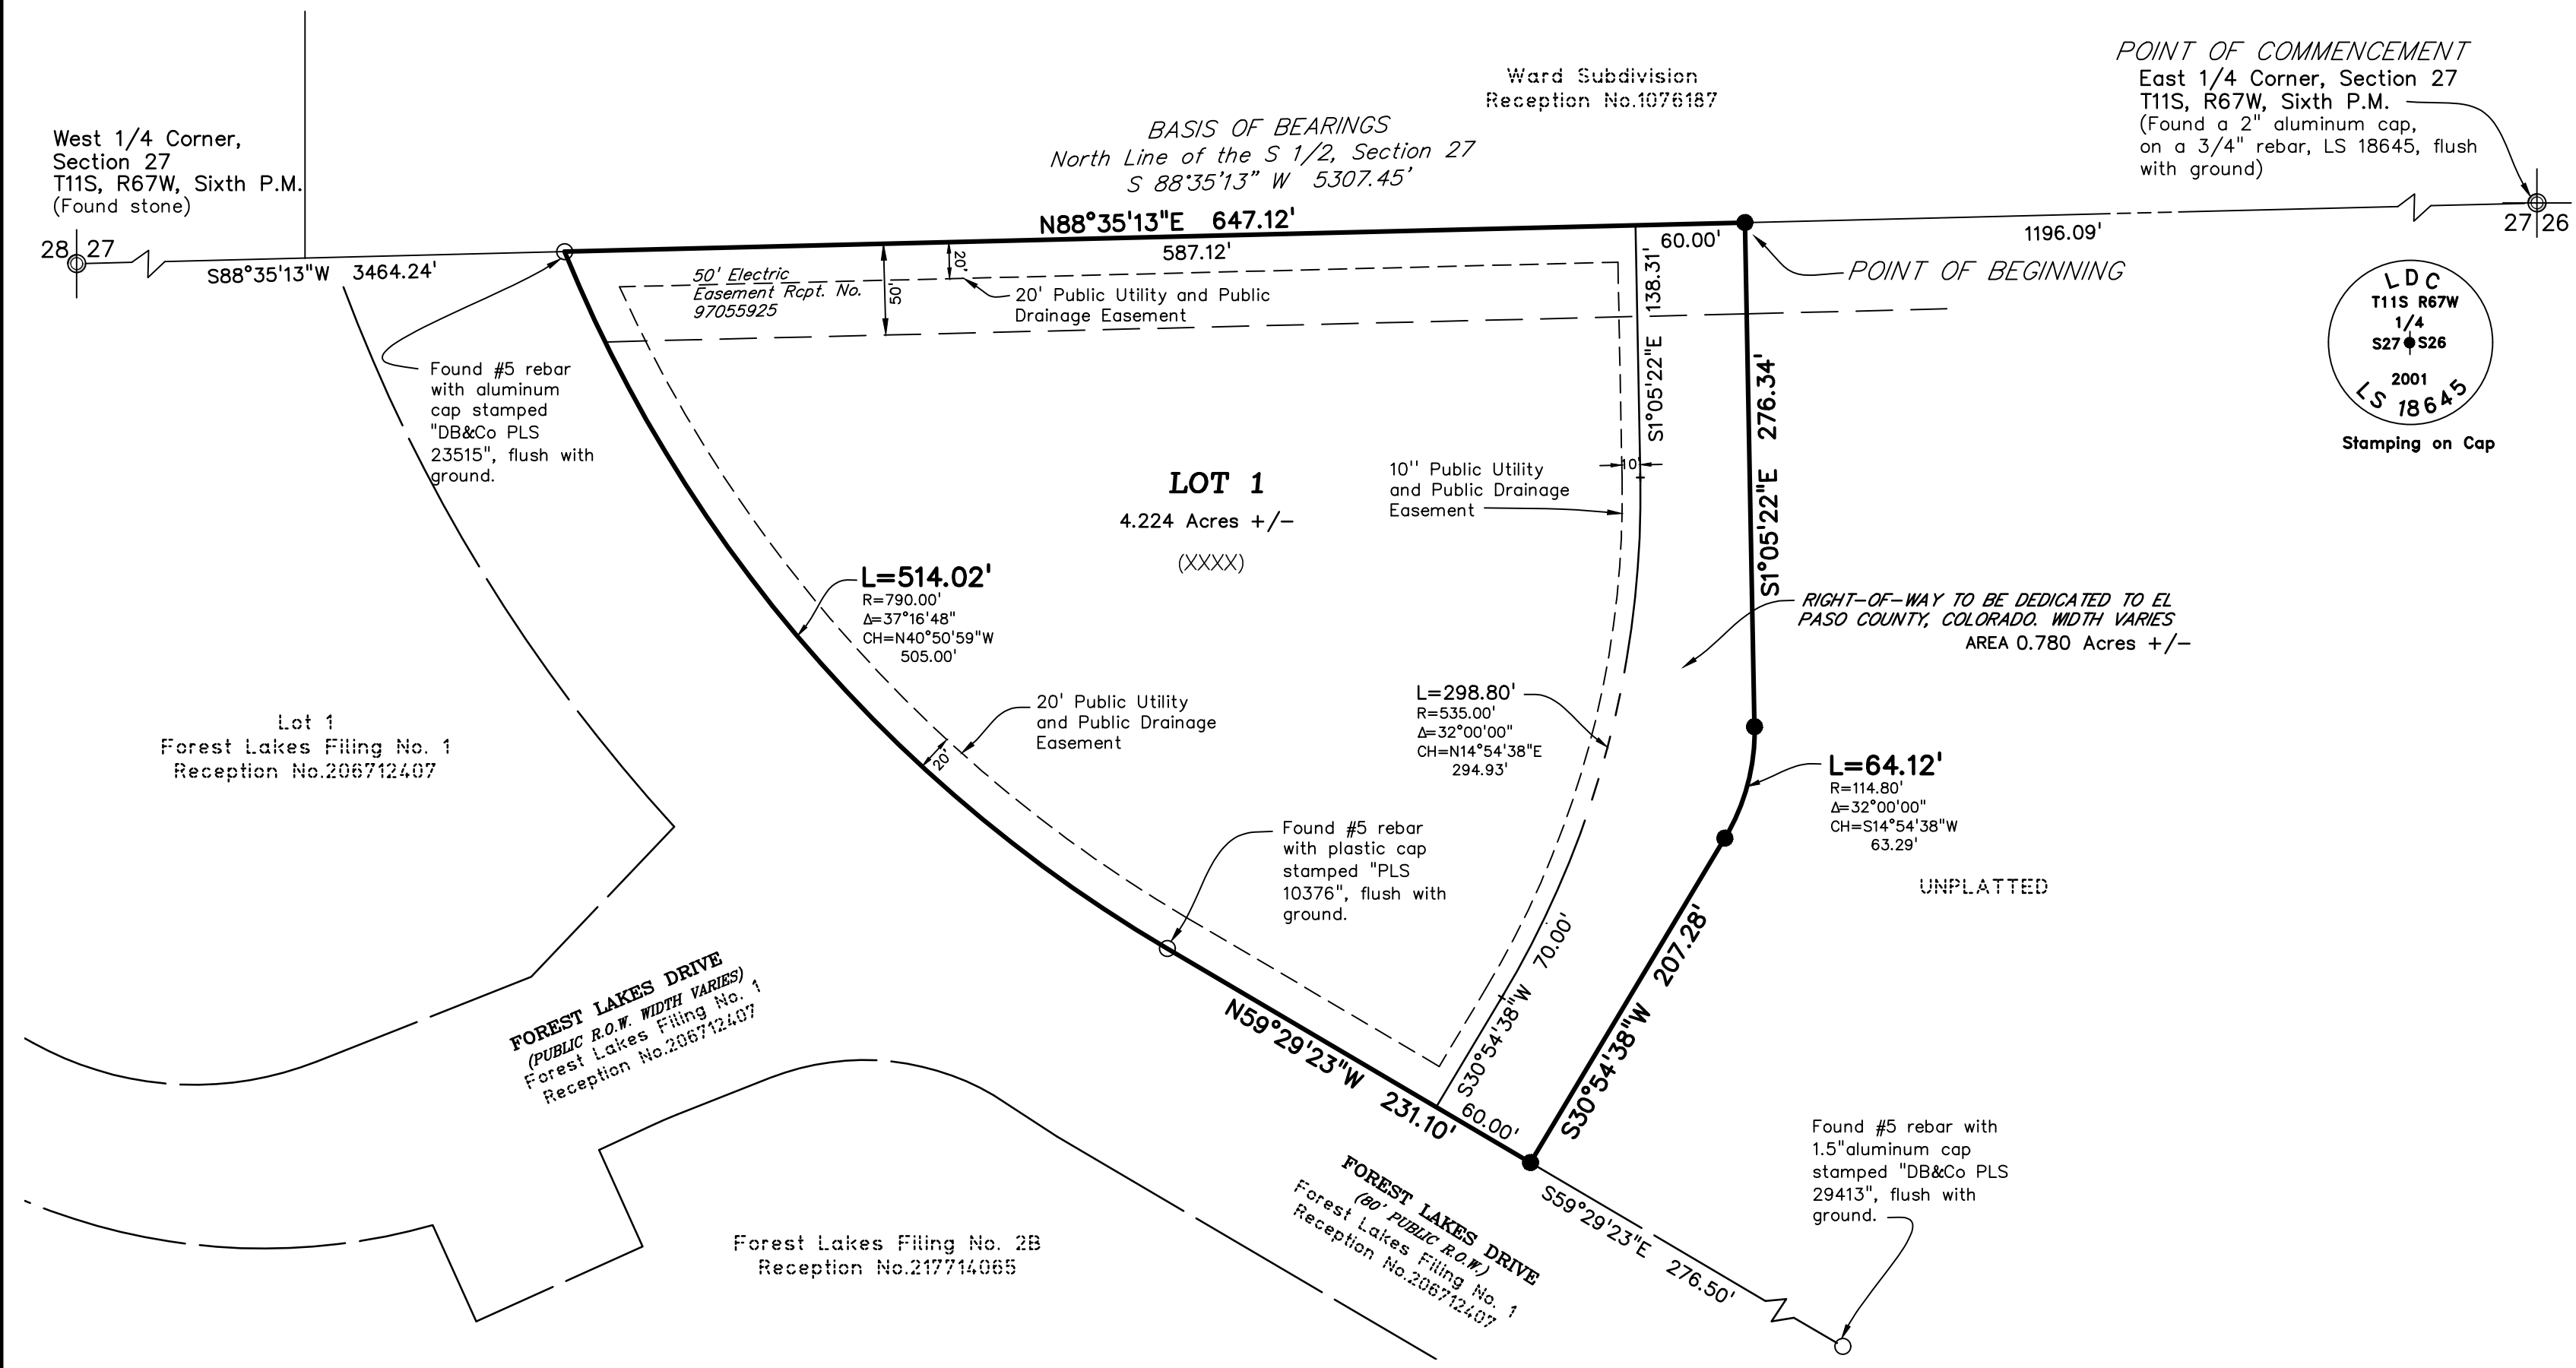 POINT OF COMMENCEMENT
East 1/4 Corner, Section 27
T11S, R67W, Sixth P.M.
(Found a 2" aluminum cap,
on a 3/4" rebar, LS 18645, flush
with ground)
Ward Subdivision
Reception No.1076187
BASIS OF BEARINGS
North Line of the S 1/2, Section 27
S 88°35'13" W 5307.45'
West 1/4 Corner,
Section 27
T11S, R67W, Sixth P.M.
(Found stone)
28 27
S88°35'13"W 3464.24'
N88°35'13"E 647.12'
587.12'
60.00'
1196.09'
27 26
POINT OF BEGINNING
50' Electric
Easement Rcpt. No.
97055925
50'
20'
20' Public Utility and Public
Drainage Easement
S1°05'22"E 138.31'
S1°05'22"E 276.34'
LDC
T11S R67W
1/4
S27 S26
2001
LS 18645
Stamping on Cap
Found #5 rebar
with aluminum
cap stamped
"DB&Co PLS
23515", flush with
ground.
LOT 1
4.224 Acres +/-
(XXXX)
10'' Public Utility
and Public Drainage
Easement
10'
L=514.02'
R=790.00'
Δ=37°16'48"
CH=N40°50'59"W
505.00'
RIGHT-OF-WAY TO BE DEDICATED TO EL
PASO COUNTY, COLORADO. WIDTH VARIES
AREA 0.780 Acres +/-
20' Public Utility
and Public Drainage
Easement
20'
L=298.80'
R=535.00'
Δ=32°00'00"
CH=N14°54'38"E
294.93'
Lot 1
Forest Lakes Filing No. 1
Reception No.206712407
L=64.12'
R=114.80'
Δ=32°00'00"
CH=S14°54'38"W
63.29'
Found #5 rebar
with plastic cap
stamped "PLS
10376", flush with
ground.
UNPLATTED
S30°54'38"W 70.00'
S30°54'38"W 207.28'
N59°29'23"W 231.10'
60.00'
FOREST LAKES DRIVE
(PUBLIC R.O.W. WIDTH VARIES)
Forest Lakes Filing No. 1
Reception No.206712407
Found #5 rebar with
1.5"aluminum cap
stamped "DB&Co PLS
29413", flush with
ground.
S59°29'23"E 276.50'
FOREST LAKES DRIVE
(80' PUBLIC R.O.W.)
Forest Lakes Filing No. 1
Reception No.206712407
Forest Lakes Filing No. 2B
Reception No.217714065